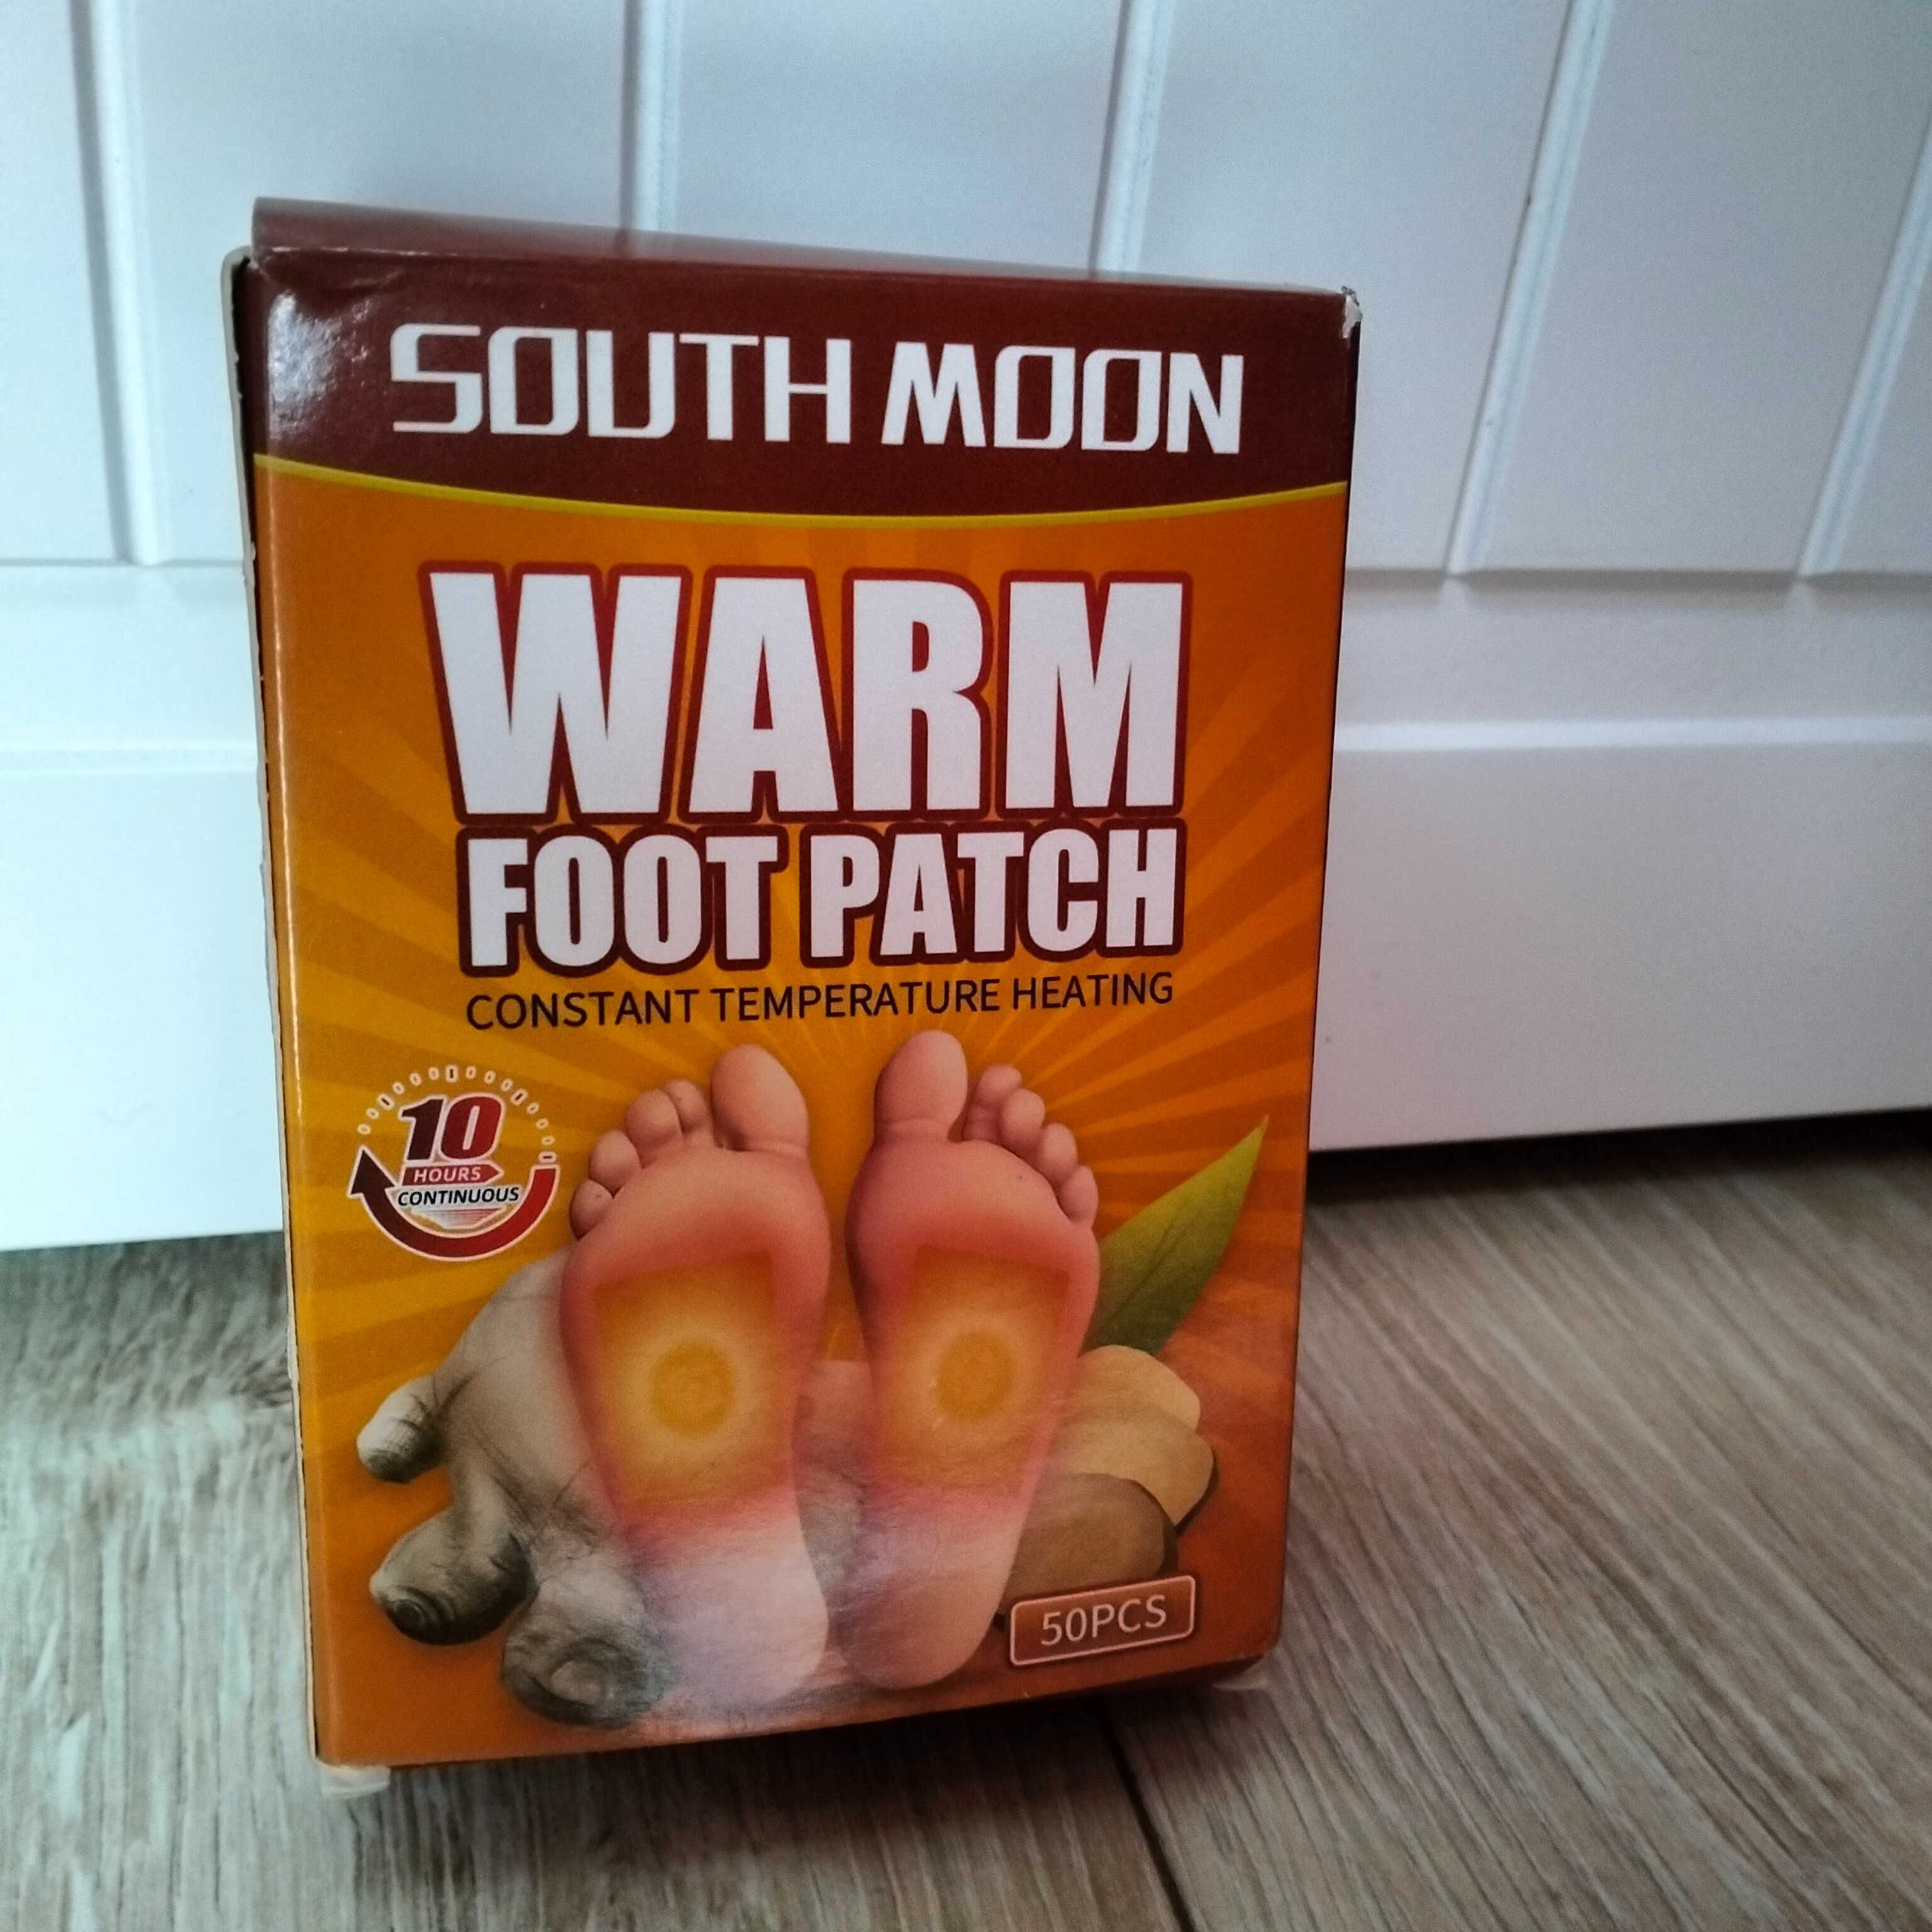 SOUTH MOON
WARM
FOOT PATCH
CONSTANT TEMPERATURE HEATING
10
HOURS
CONTINUOUS
50PCS